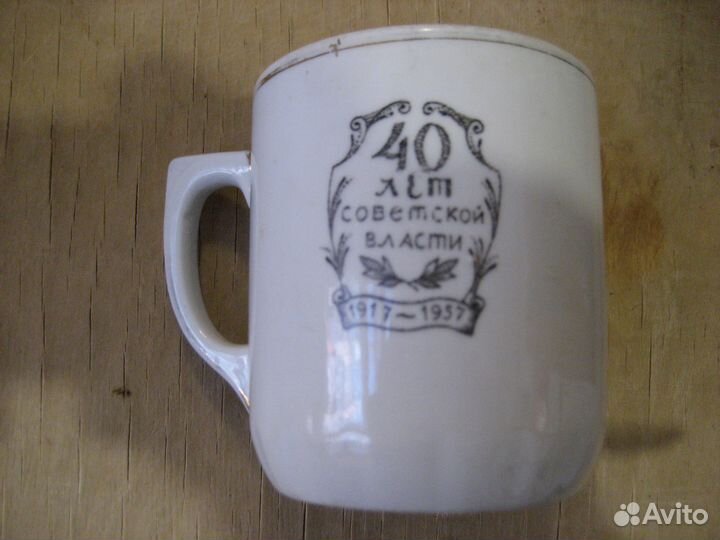 40
лет
советской
власти
1917-1957
Avito